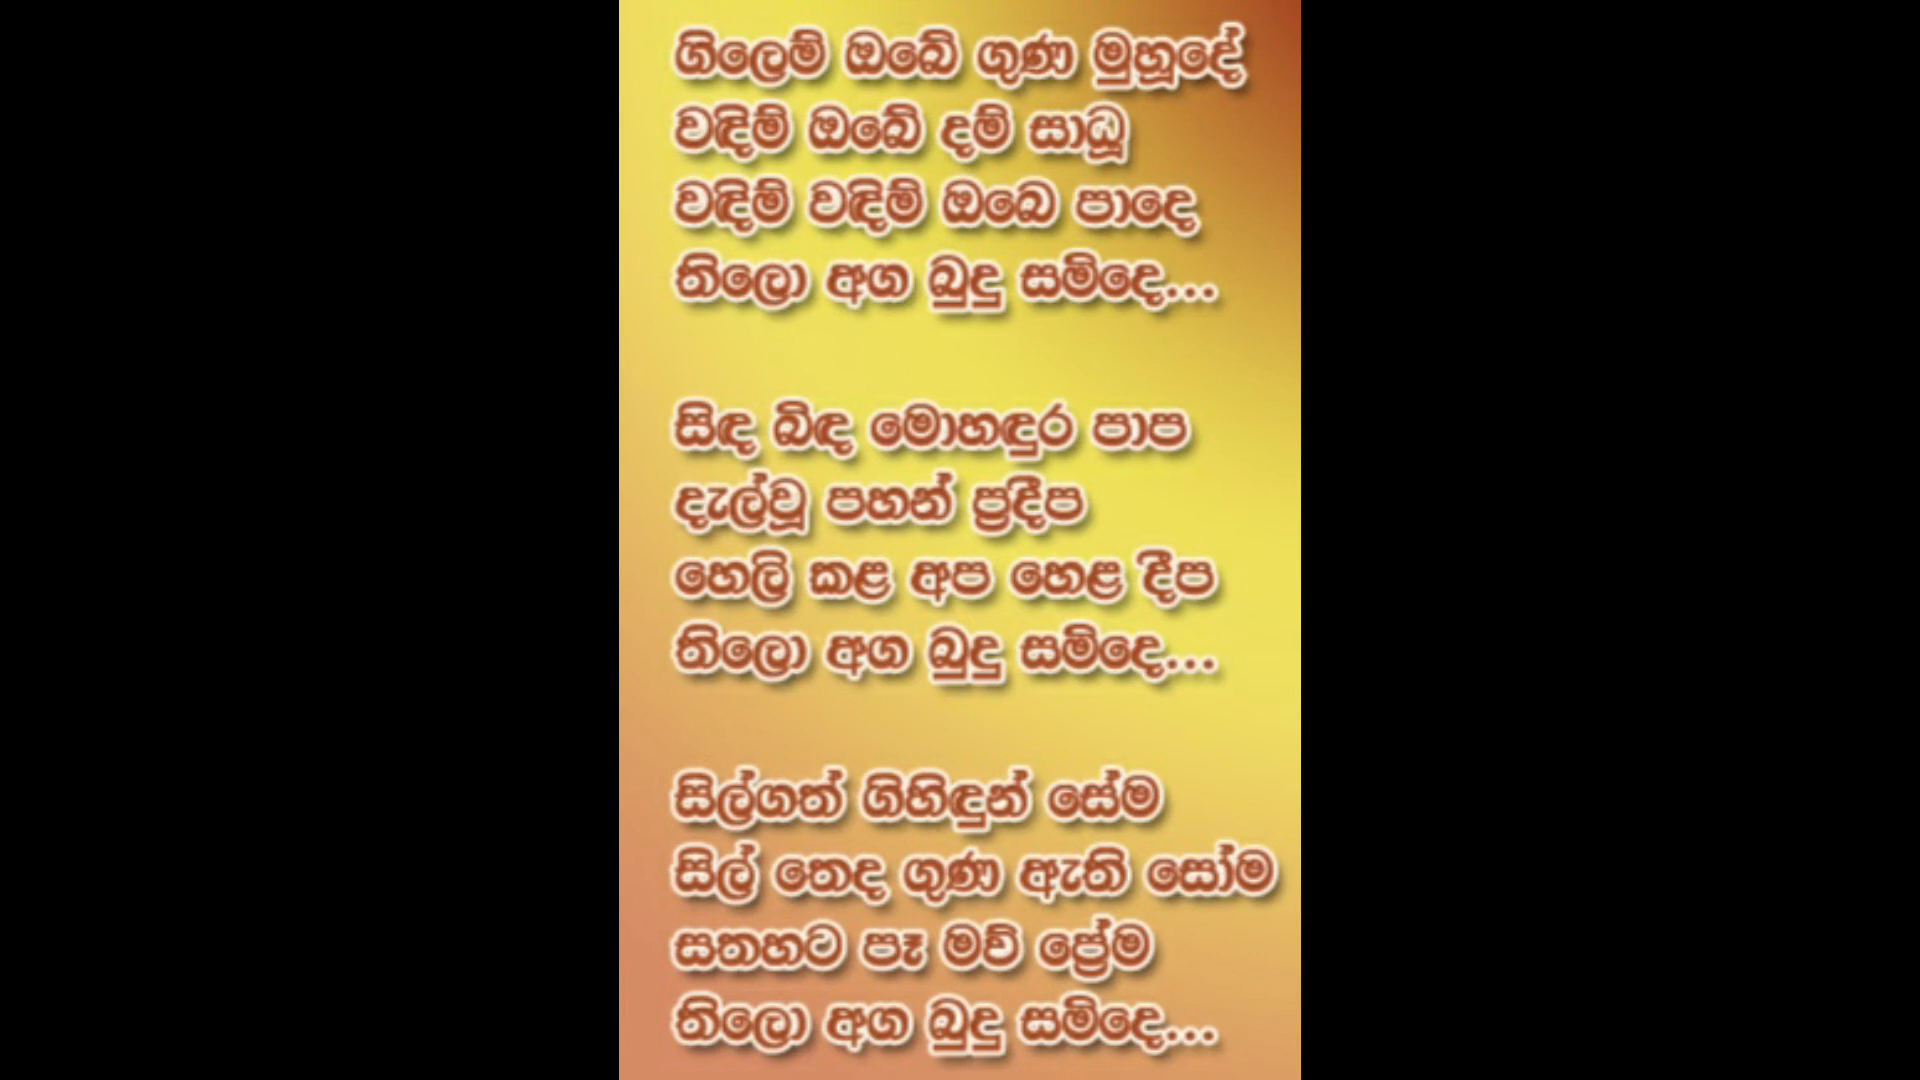 ගිලෙම් ඔබේ ගුණ මුහුදේ
වඳිම් ඔබේ දම් සාධූ
වඳිම් වඳිම් ඔබෙ පාදෙ
තිලො අග බුදු සමිදෙ...
සිඳ බිඳ මොහඳුර පාප
දැල්වූ පහන් ප්‍රදීප
හෙලි කළ අප හෙළ දීප
තිලො අග බුදු සමිදෙ...
සිල්ගත් ගිහිඳුන් සේම
සිල් තෙද ගුණ ඇති සෝම
සතහට පෑ මව් ප්‍රේම
තිලො අග බුදු සමිදෙ...